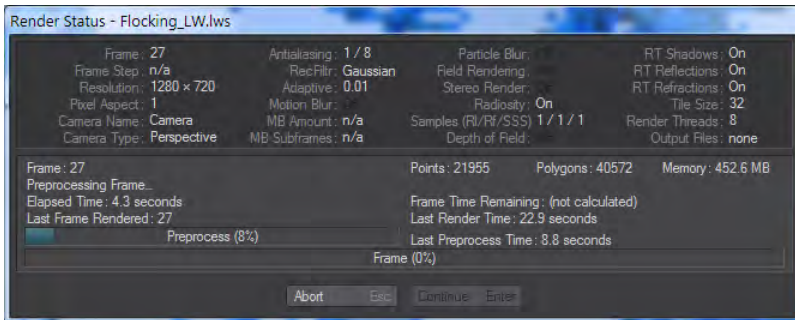 Render Status - Flocking_LW.lws
Frame: 27
Frame Step: n/a
Resolution: 1280 × 720
Pixel Aspect: 1
Camera Name: Camera
Camera Type: Perspective
Antialiasing: 1 / 8
RecFiltr: Gaussian
Adaptive: 0.01
Motion Blur:
MB Amount: n/a
MB Subframes: n/a
Particle Blur:
Field Rendering:
Stereo Render:
Radiosity: On
Samples (Rl/Rf/SSS) 1 / 1 / 1
Depth of Field:
RT Shadows: On
RT Reflections: On
RT Refractions: On
Tile Size: 32
Render Threads: 8
Output Files: none
Frame: 27
Preprocessing Frame...
Elapsed Time: 4.3 seconds
Last Frame Rendered: 27
Preprocess (8%)
Points: 21955 Polygons: 40572 Memory: 452.6 MB
Frame Time Remaining: (not calculated)
Last Render Time: 22.9 seconds
Last Preprocess Time: 8.8 seconds
Frame (0%)
Abort Esc Continue Enter